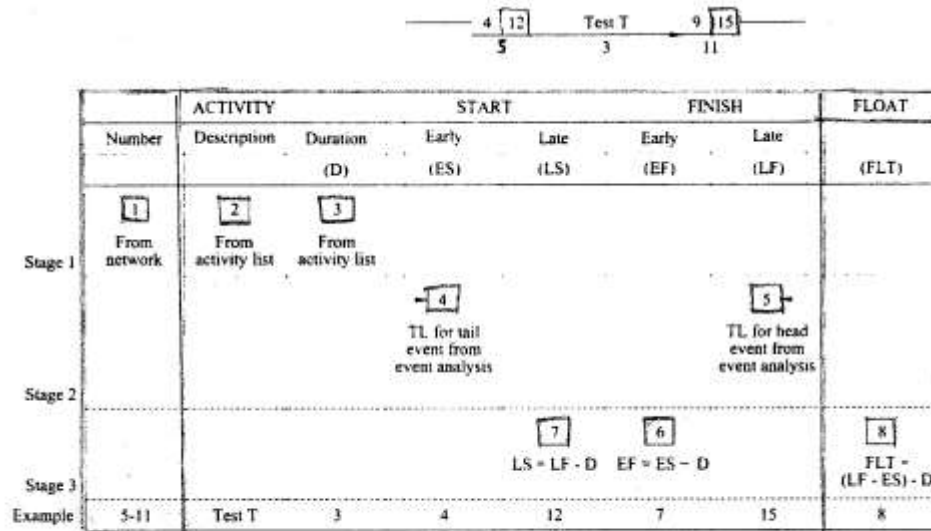 4 12 Test T 9 15
5 3 11
ACTIVITY START FINISH FLOAT
Number Description Duration Early Late Early Late
(D) (ES) (LS) (EF) (LF) (FLT)
1 2 3
From From From
Stage 1 network activity list activity list
4 5
TL for tail TL for head
event from event from
event analysis event analysis
Stage 2
7 6 8
LS = LF - D EF = ES - D FLT -
Stage 3 (LF - ES) - D
Example 5-11 Test T 3 4 12 7 15 8